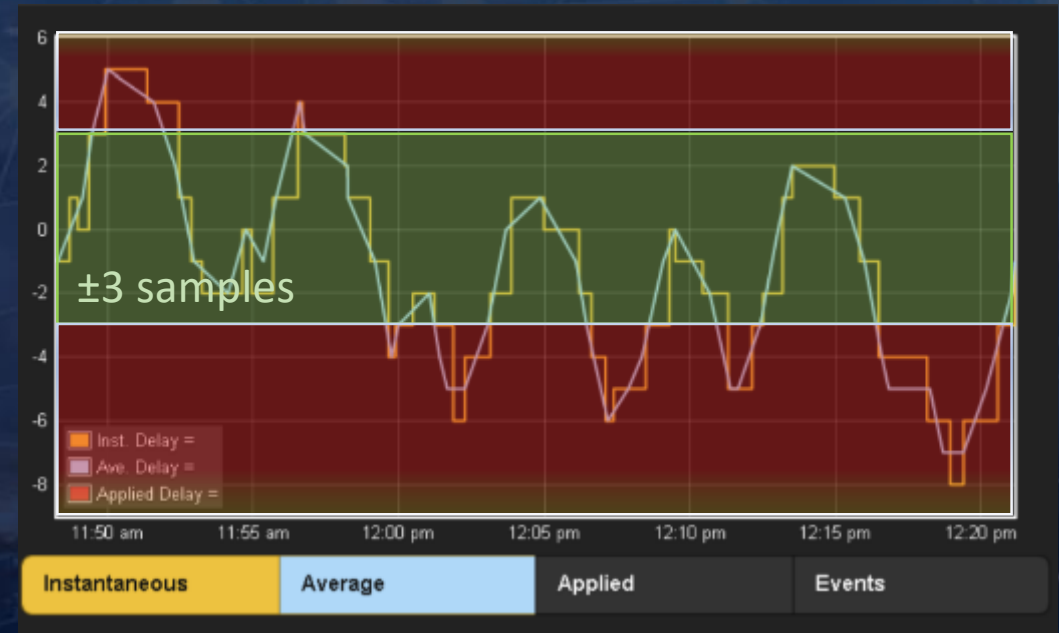 6
4
2
0
-2
-4
-6
-8
±3 samples
Inst. Delay =
Ave. Delay =
Applied Delay =
11:50 am 11:55 am 12:00 pm 12:05 pm 12:10 pm 12:15 pm 12:20 pm
Instantaneous Average Applied Events